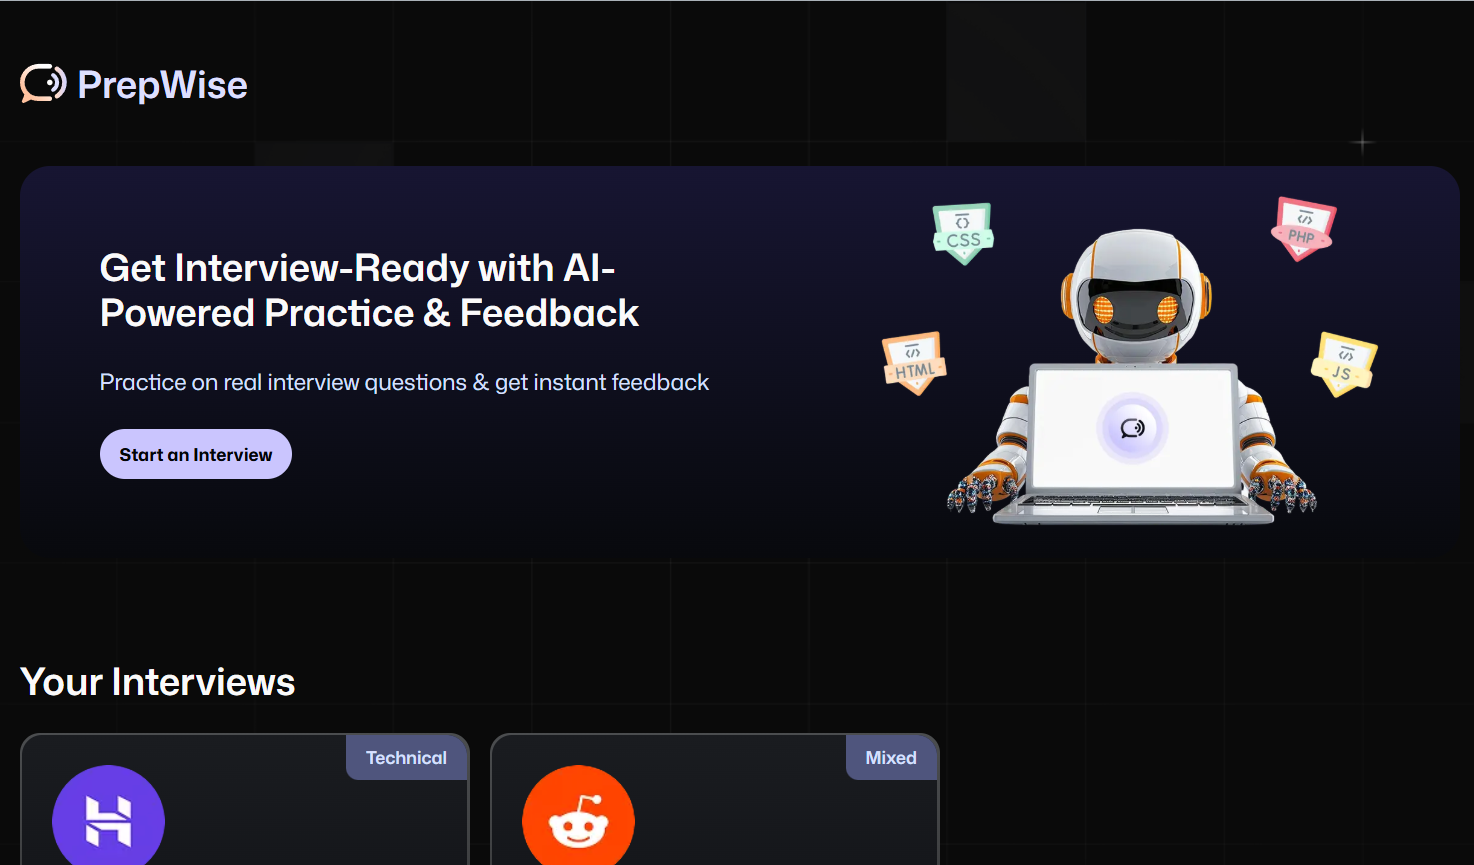 PrepWise
Get Interview-Ready with AI-
Powered Practice & Feedback
Practice on real interview questions & get instant feedback
Start an Interview
CSS
PHP
HTML
JS
Your Interviews
Technical
Mixed